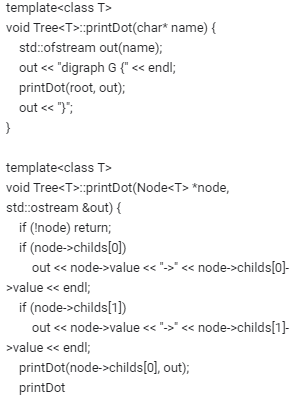 template<class T>
void Tree<T>::printDot(char* name) {
    std::ofstream out(name);
    out << "digraph G {" << endl;
    printDot(root, out);
    out << "}";
}

template<class T>
void Tree<T>::printDot(Node<T> *node,
std::ostream &out) {
    if (!node) return;
    if (node->childs[0])
        out << node->value << "->" << node->childs[0]-
>value << endl;
    if (node->childs[1])
        out << node->value << "->" << node->childs[1]-
>value << endl;
    printDot(node->childs[0], out);
    printDot